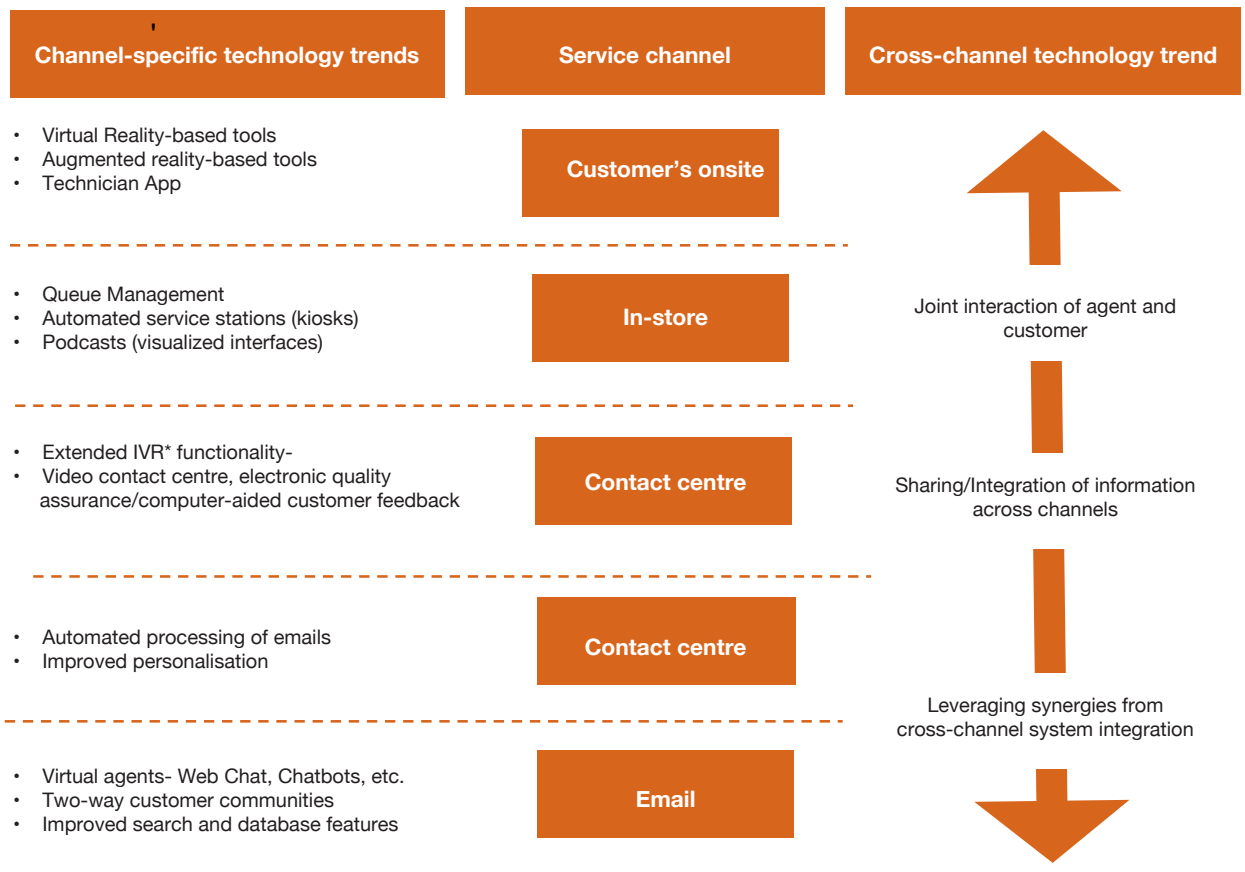 Channel-specific technology trends
Service channel
Cross-channel technology trend
• Virtual Reality-based tools
• Augmented reality-based tools
• Technician App
Customer’s onsite
• Queue Management
• Automated service stations (kiosks)
• Podcasts (visualized interfaces)
In-store
Joint interaction of agent and
customer
• Extended IVR* functionality-
• Video contact centre, electronic quality
assurance/computer-aided customer feedback
Contact centre
Sharing/Integration of information
across channels
• Automated processing of emails
• Improved personalisation
Contact centre
Leveraging synergies from
cross-channel system integration
• Virtual agents- Web Chat, Chatbots, etc.
• Two-way customer communities
• Improved search and database features
Email